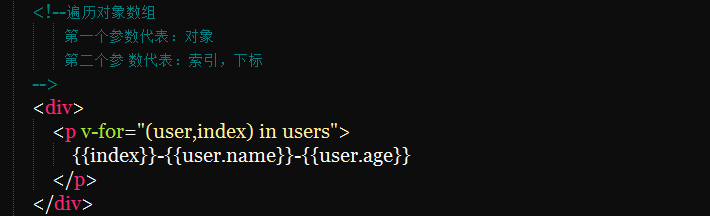 <!--遍历对象数组
第一个参数代表：对象
第二个参 数代表：索引，下标
-->
<div>
<p v-for="(user,index) in users">
{{index}}-{{user.name}}-{{user.age}}
</p>
</div>